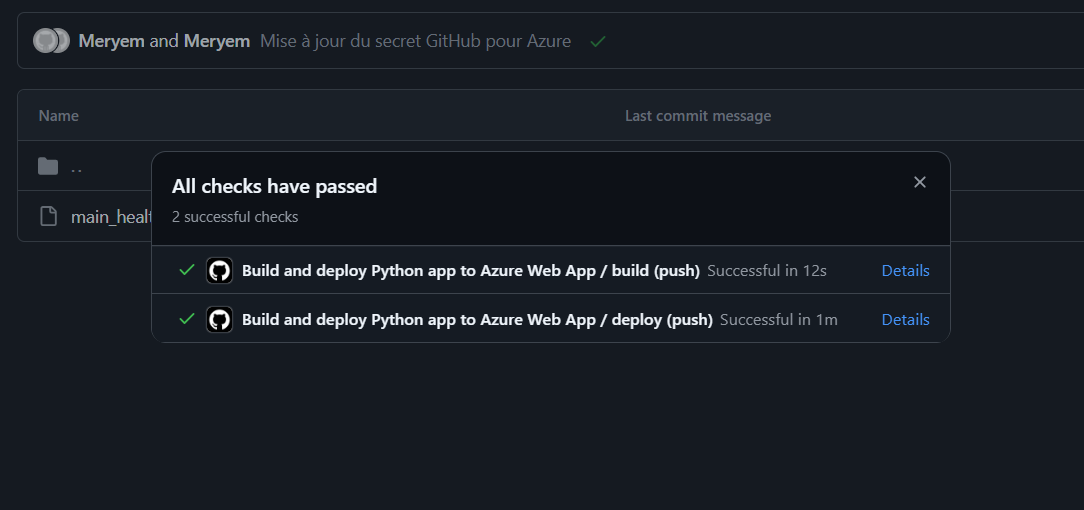 Meryem and Meryem Mise à jour du secret GitHub pour Azure
Name Last commit message
..
All checks have passed
2 successful checks
Build and deploy Python app to Azure Web App / build (push) Successful in 12s Details
Build and deploy Python app to Azure Web App / deploy (push) Successful in 1m Details